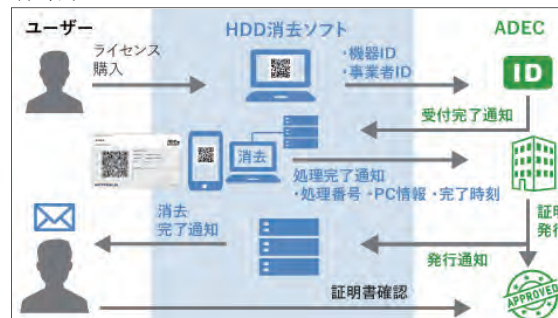 ユーザー
HDD消去ソフト
ADEC
ライセンス
購入
・機器ID
・事業者ID
ID
受付完了通知
消去
処理完了通知
・処理番号 ・PC情報 ・完了時刻
消去
完了通知
証
発行
発行通知
証明書確認
APPROVED